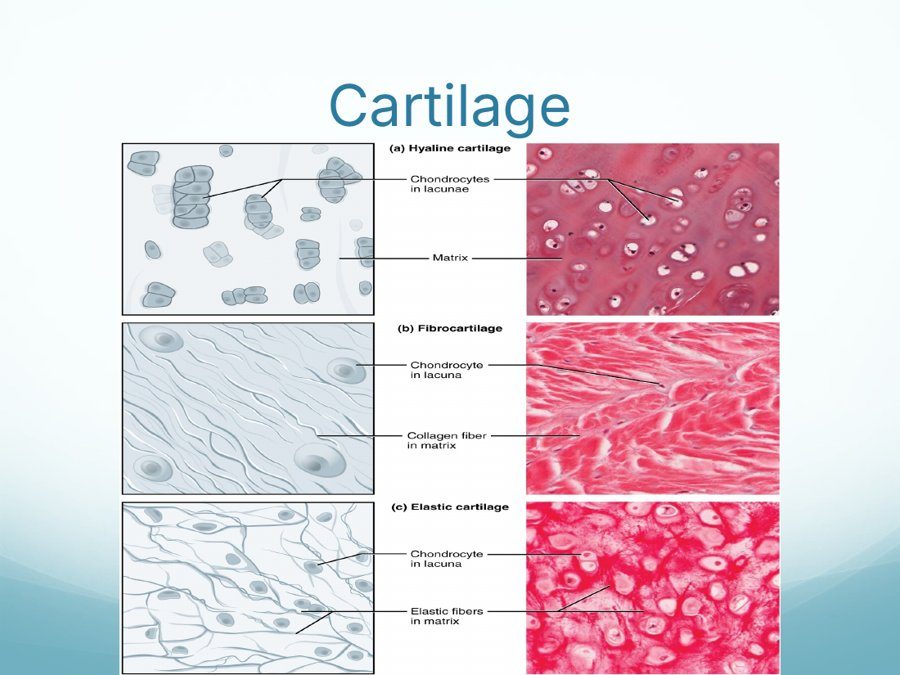 Cartilage
(a) Hyaline cartilage
Chondrocytes
in lacunae
Matrix
(b) Fibrocartilage
Chondrocyte
in lacuna
Collagen fiber
in matrix
(c) Elastic cartilage
Chondrocyte
in lacuna
Elastic fibers
in matrix